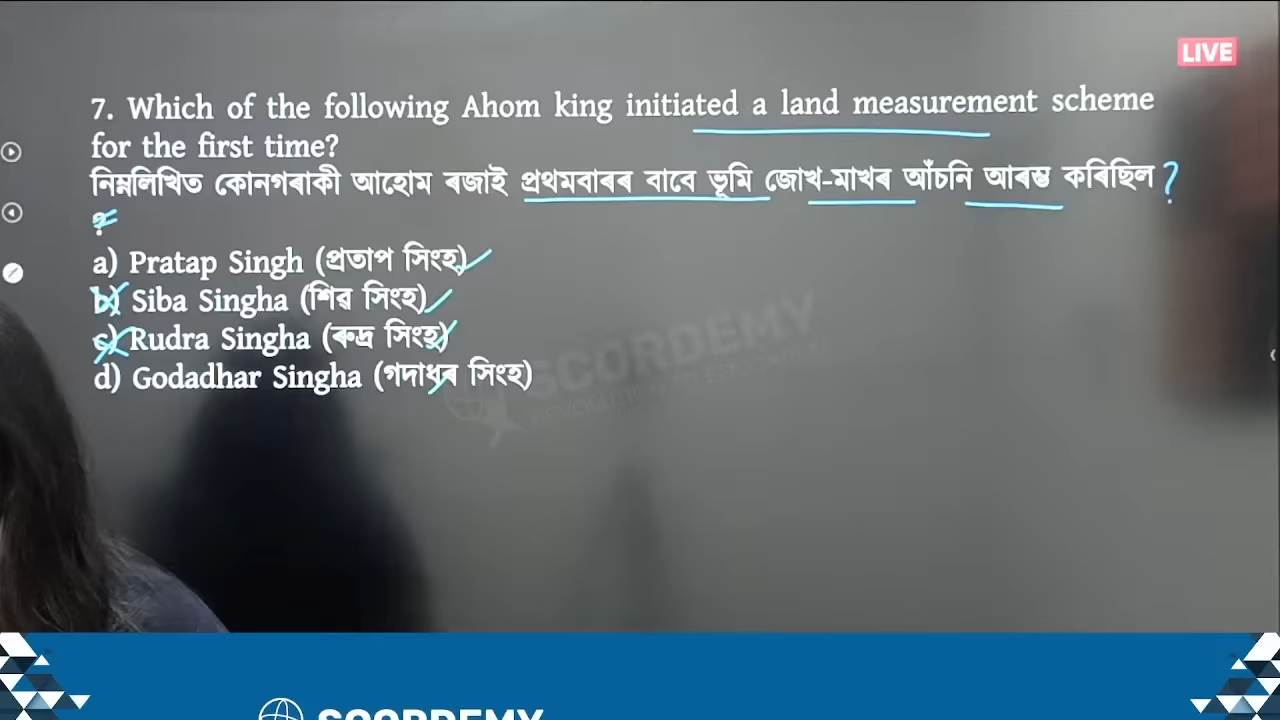 LIVE
7. Which of the following Ahom king initiated a land measurement scheme
for the first time?
নিম্নলিখিত কোনগৰাকী আহোম ৰজাই প্ৰথমবাৰৰ বাবে ভূমি জোখ-মাখৰ আঁচনি আৰম্ভ কৰিছিল ?
?
a) Pratap Singh (প্ৰতাপ সিংহ)
b) Siba Singha (শিৱ সিংহ)
c) Rudra Singha (ৰুদ্ৰ সিংহ)
d) Godadhar Singha (গদাধৰ সিংহ)
SCORDEMY
SCORDEMY